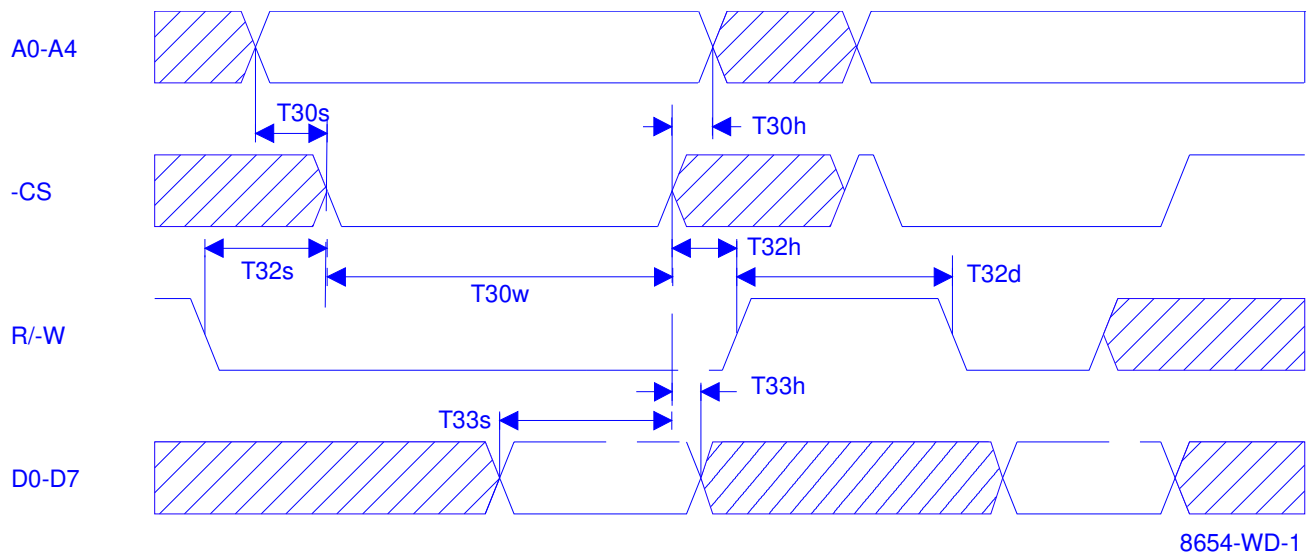 A0-A4
T30s
T30h
-CS
T32s
T30w
T32h
T32d
R/-W
T33s
T33h
D0-D7
8654-WD-1